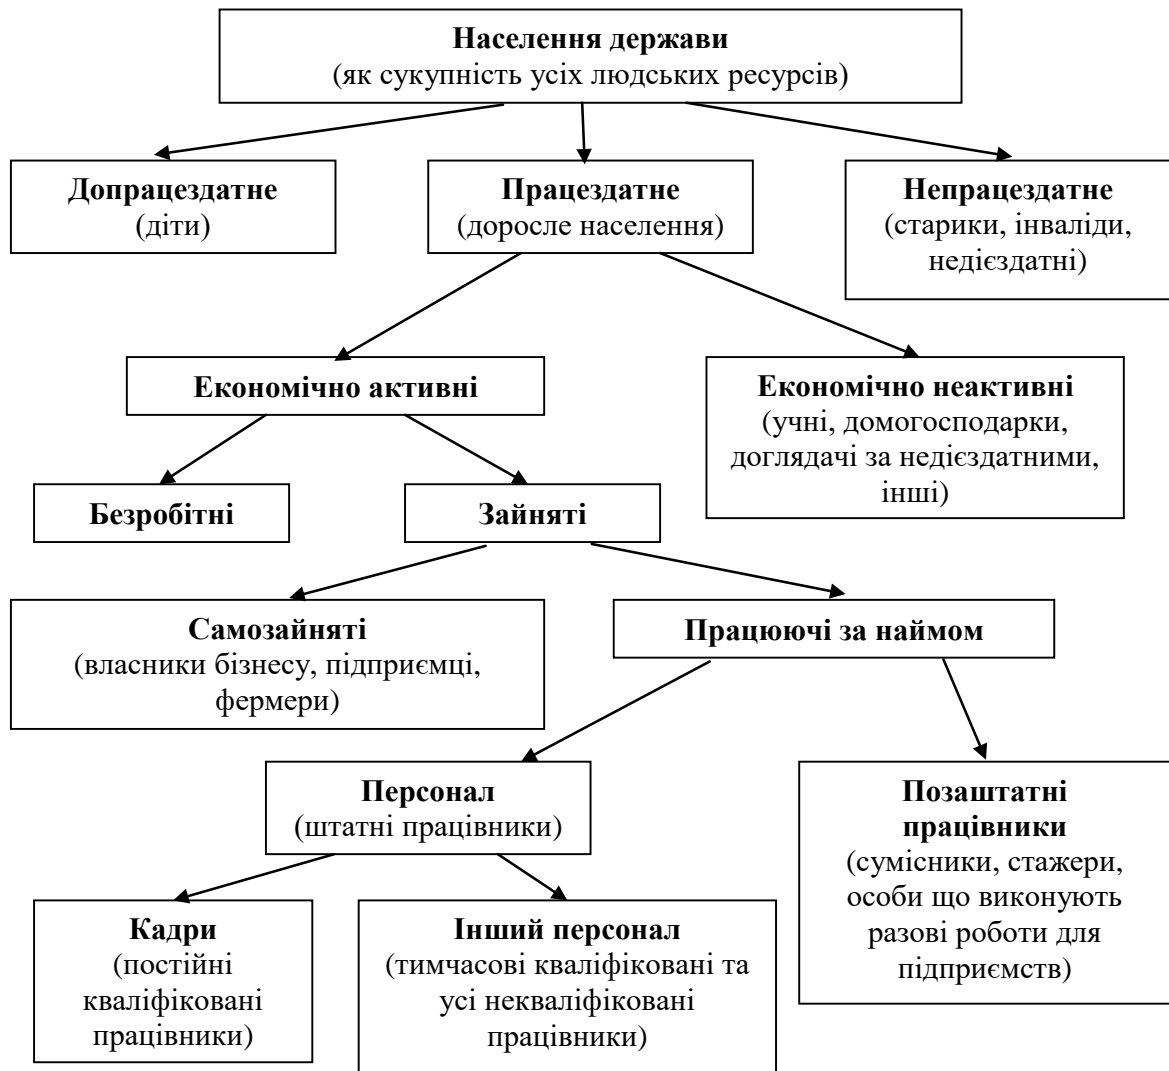 Населення держави
(як сукупність усіх людських ресурсів)
Допрацездатне
(діти)
Працездатне
(доросле населення)
Непрацездатне
(старики, інваліди,
недієздатні)
Економічно активні
Економічно неактивні
(учні, домогосподарки,
доглядачі за недієздатними,
інші)
Безробітні
Зайняті
Самозайняті
(власники бізнесу, підприємці,
фермери)
Працюючі за наймом
Персонал
(штатні працівники)
Позаштатні
працівники
(сумісники, стажери,
особи що виконують
разові роботи для
підприємств)
Кадри
(постійні
кваліфіковані
працівники)
Інший персонал
(тимчасові кваліфіковані та
усі некваліфіковані
працівники)